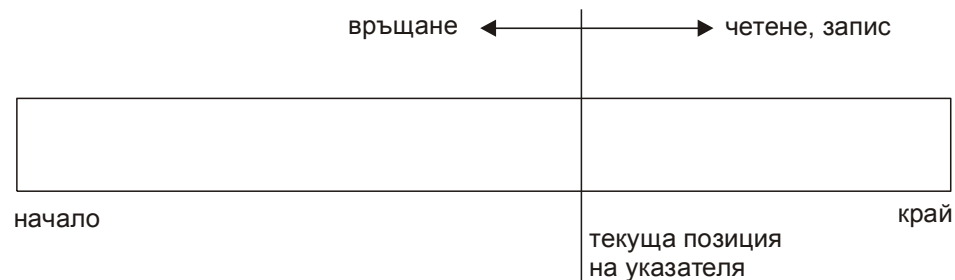 връщане
четене, запис
начало
край
текуща позиция
на указателя